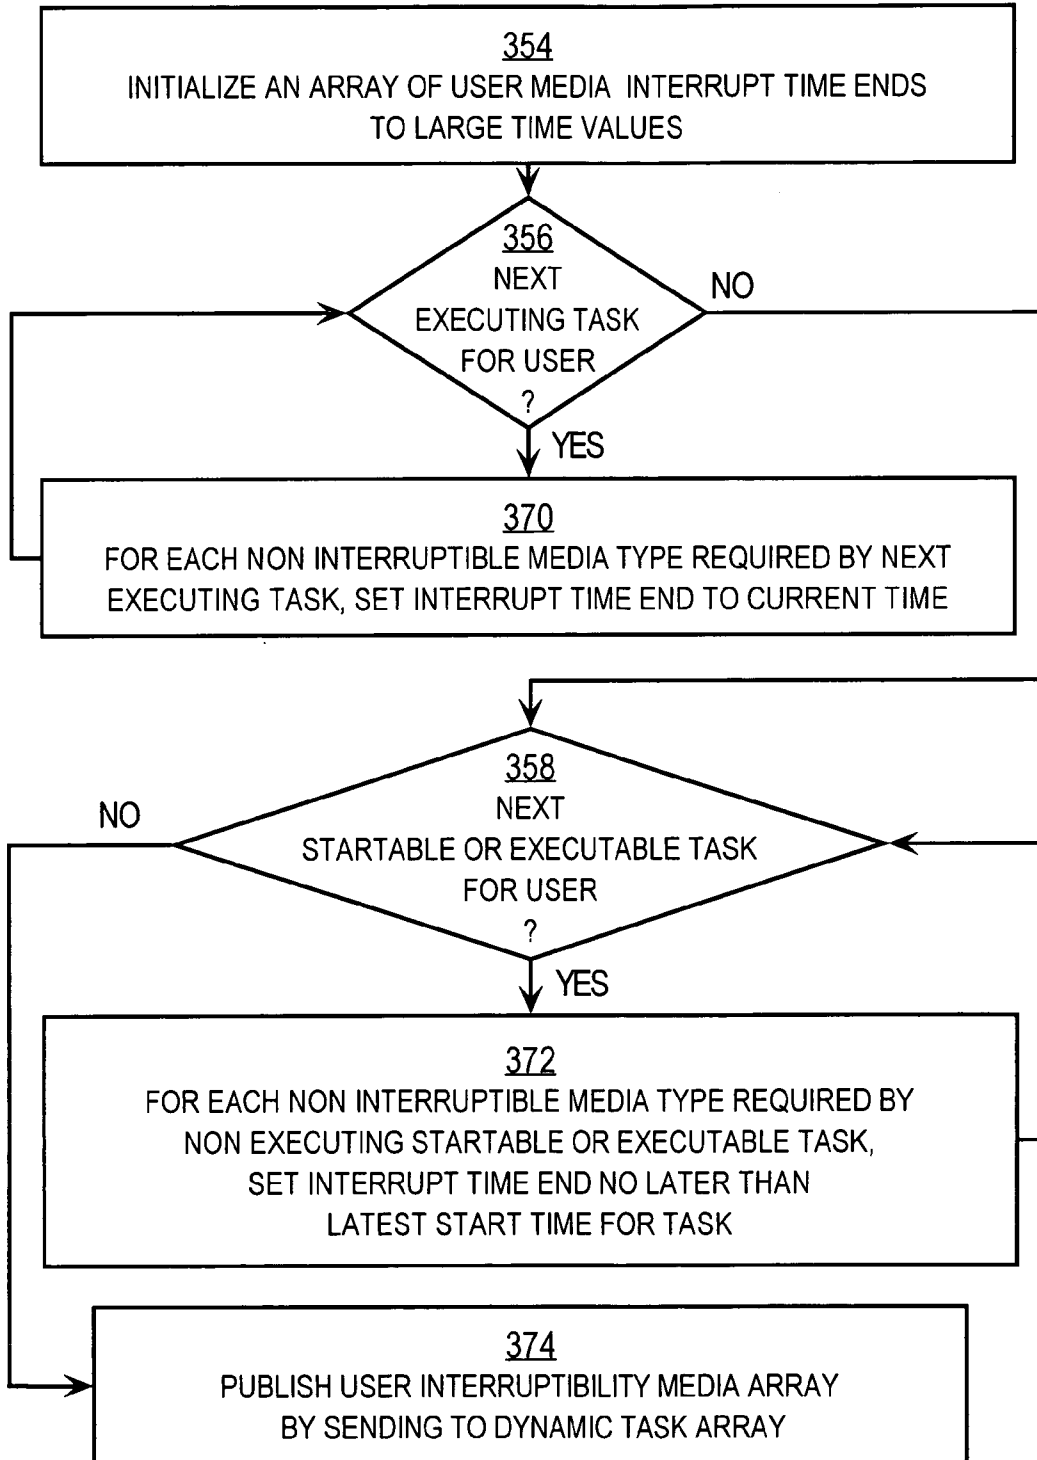 354
INITIALIZE AN ARRAY OF USER MEDIA INTERRUPT TIME ENDS
TO LARGE TIME VALUES
356
NEXT
EXECUTING TASK
FOR USER
?
NO
YES
370
FOR EACH NON INTERRUPTIBLE MEDIA TYPE REQUIRED BY NEXT
EXECUTING TASK, SET INTERRUPT TIME END TO CURRENT TIME
358
NEXT
STARTABLE OR EXECUTABLE TASK
FOR USER
?
NO
YES
372
FOR EACH NON INTERRUPTIBLE MEDIA TYPE REQUIRED BY
NON EXECUTING STARTABLE OR EXECUTABLE TASK,
SET INTERRUPT TIME END NO LATER THAN
LATEST START TIME FOR TASK
374
PUBLISH USER INTERRUPTIBILITY MEDIA ARRAY
BY SENDING TO DYNAMIC TASK ARRAY